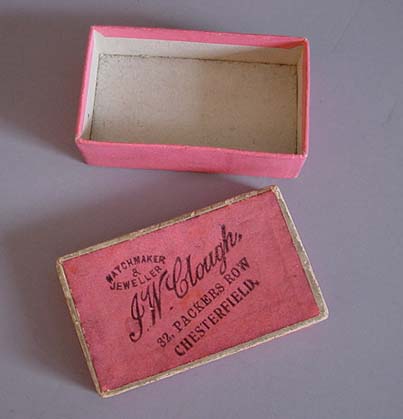 WATCHMAKER
&
JEWELLER
J. W. Clough,
32, PACKERS ROW
CHESTERFIELD.